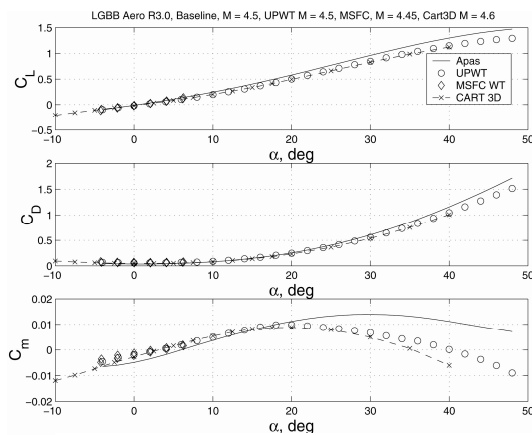 LGBB Aero R3.0, Baseline, M = 4.5, UPWT M = 4.5, MSFC, M = 4.45, Cart3D M = 4.6
1.5
1
0.5
0
−0.5
C_L
−10 0 10 20 30 40 50
α, deg
Apas
UPWT
MSFC WT
CART 3D
2
1.5
1
0.5
0
C_D
−10 0 10 20 30 40 50
α, deg
0.02
0.01
0
−0.01
−0.02
C_m
−10 0 10 20 30 40 50
α, deg